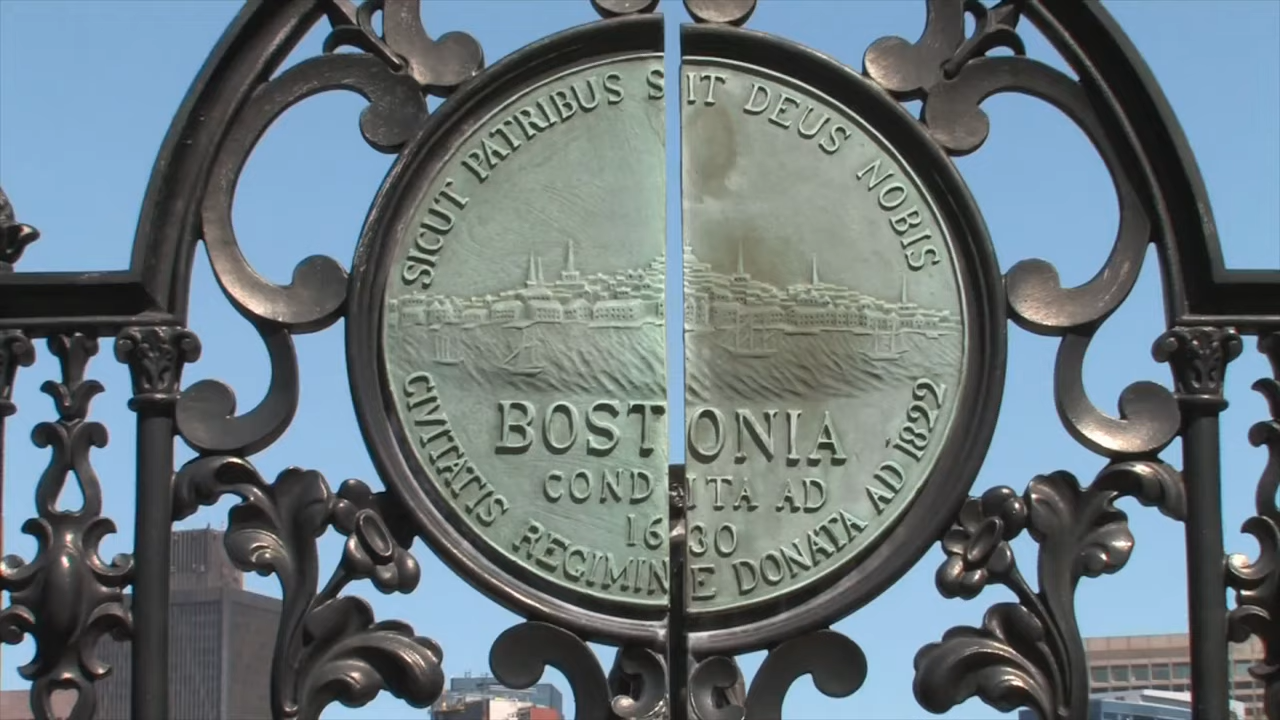 SICUT PATRIBUS SIT DEUS NOBIS
BOSTONIA
CONDITA AD
1630
CIVITATIS REGIMINE DONATA AD 1822